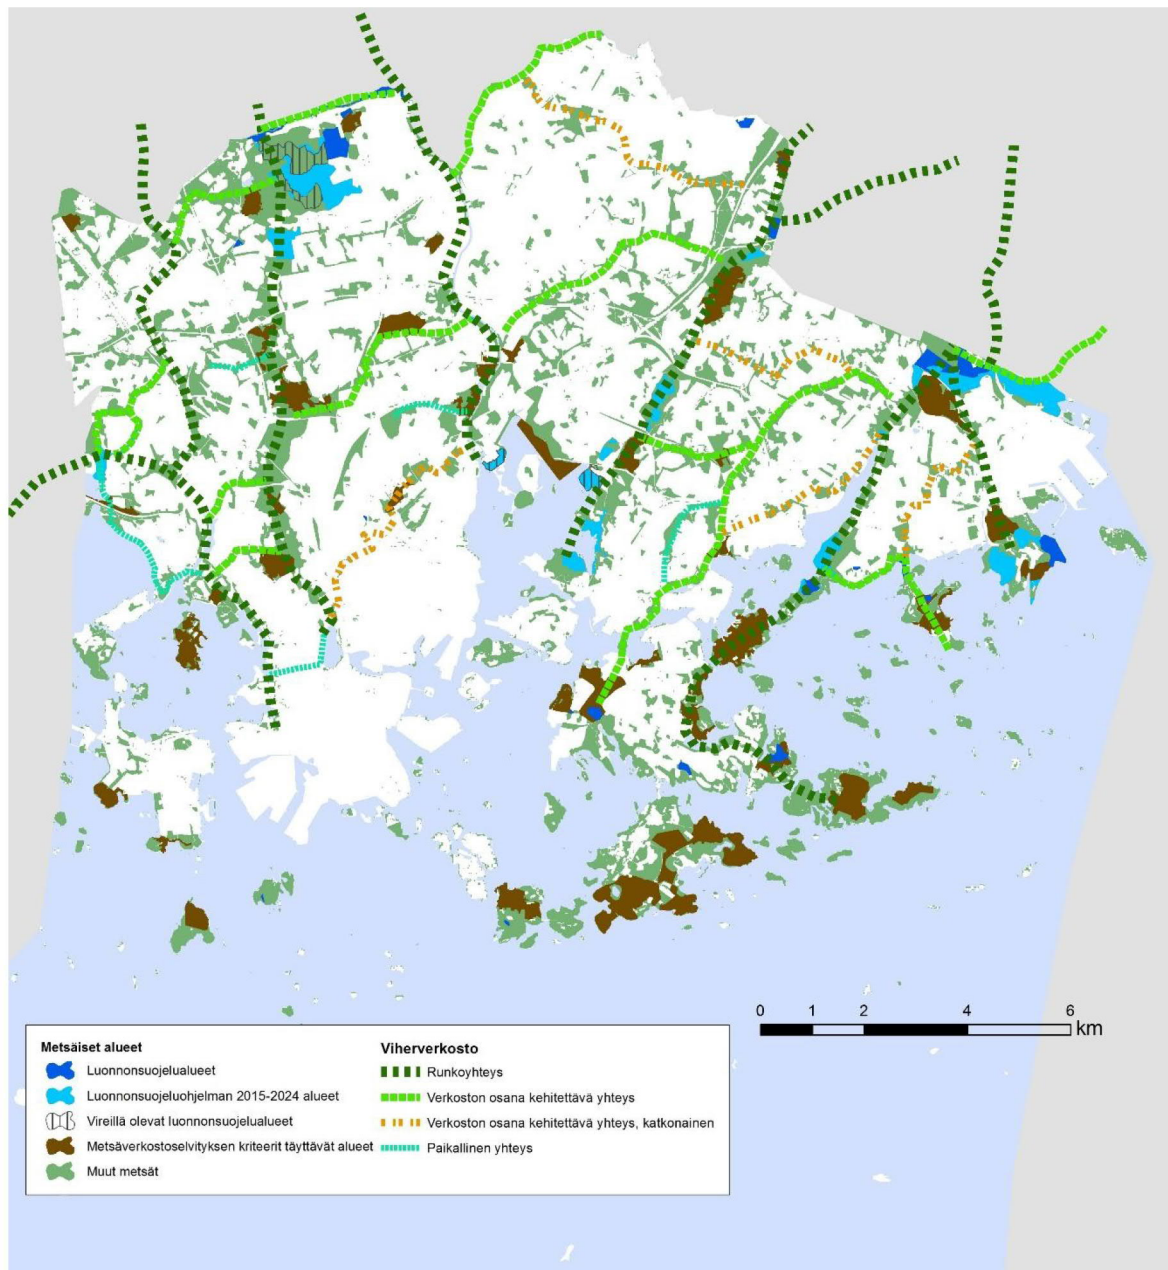 0 1 2 4 6
km
Metsäiset alueet
Luonnonsuojelualueet
Luonnonsuojeluohjelman 2015-2024 alueet
Vireillä olevat luonnonsuojelualueet
Metsäverkostoselvityksen kriteerit täyttävät alueet
Muut metsät
Viherverkosto
Runkoyhteys
Verkoston osana kehitettävä yhteys
Verkoston osana kehitettävä yhteys, katkonainen
Paikallinen yhteys